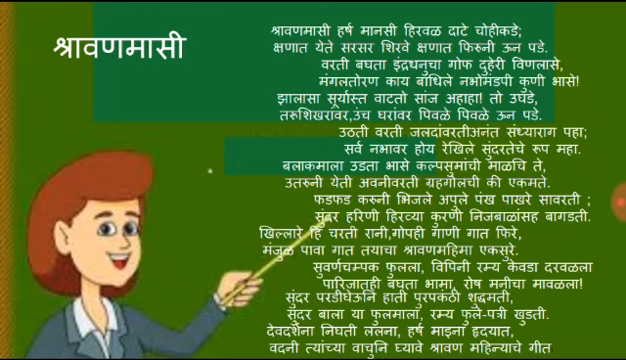 श्रावणमासी
श्रावणमासी हर्ष मानसी हिरवळ दाटे चोहीकडे;
क्षणात येते सरसर शिरवे क्षणात फिरुनी ऊन पडे.
वरती बघता इंद्रधनुचा गोफ दुहेरी विणलासे,
मंगलतोरण काय बांधिले नभोमंडपी कुणी भासे!
झालासा सूर्यास्त वाटतो सांज अहाहा! तो उघडे,
तरुशिखरांवर,उंच घरांवर पिवळे पिवळे ऊन पडे.
उठती वरती जलदांवरतीअनंत संध्याराग पहा;
सर्व नभावर होय रेखिले सुंदरतेचे रूप महा.
बलाकमाला उडता भासे कल्पसुमांची माळचि ते,
उतरुनी येती अवनीवरती ग्रहगोलची की एकमते.
फडफड करुनी भिजले अपुले पंख पाखरे सावरती ;
सुंदर हरिणी हिरव्या कुरणी निजबाळांसह बागडती.
खिल्लारे हि चरती रानी,गोपही गाणी गात फिरे,
मंजुळ पावा गात तयाचा श्रावणमहिमा एकसुरे.
सुवर्णचम्पक फुलला, विपिनी रम्य केवडा दरवळला
पारिजातही बघता भामा, रोष मनीचा मावळला!
सुंदर परडीघेऊनि हाती पुरपकंठी शुद्धमती,
सुंदर बाला या फुलमाला, रम्य फुले-पत्री खुडती.
देवदर्शना निघती ललना, हर्ष माइना हृदयात,
वदनी त्यांच्या वाचुनि घ्यावे श्रावण महिन्याचे गीत